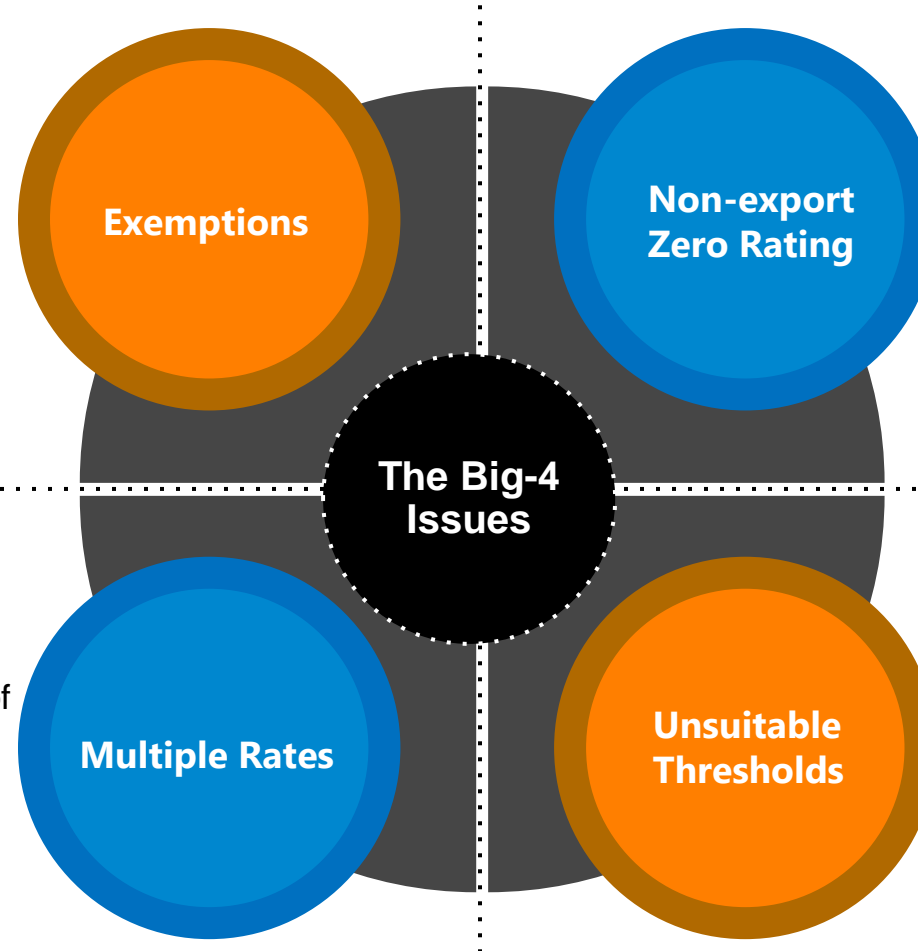 Exemptions
Non-export
Zero Rating
The Big-4
Issues
Multiple Rates
Unsuitable
Thresholds